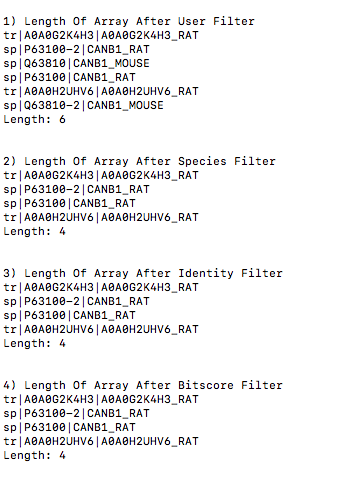 1) Length Of Array After User Filter
tr|A0A0G2K4H3|A0A0G2K4H3_RAT
sp|P63100-2|CANB1_RAT
sp|Q63810|CANB1_MOUSE
sp|P63100|CANB1_RAT
tr|A0A0H2UHV6|A0A0H2UHV6_RAT
sp|Q63810-2|CANB1_MOUSE
Length: 6
2) Length Of Array After Species Filter
tr|A0A0G2K4H3|A0A0G2K4H3_RAT
sp|P63100-2|CANB1_RAT
sp|P63100|CANB1_RAT
tr|A0A0H2UHV6|A0A0H2UHV6_RAT
Length: 4
3) Length Of Array After Identity Filter
tr|A0A0G2K4H3|A0A0G2K4H3_RAT
sp|P63100-2|CANB1_RAT
sp|P63100|CANB1_RAT
tr|A0A0H2UHV6|A0A0H2UHV6_RAT
Length: 4
4) Length Of Array After Bitscore Filter
tr|A0A0G2K4H3|A0A0G2K4H3_RAT
sp|P63100-2|CANB1_RAT
sp|P63100|CANB1_RAT
tr|A0A0H2UHV6|A0A0H2UHV6_RAT
Length: 4